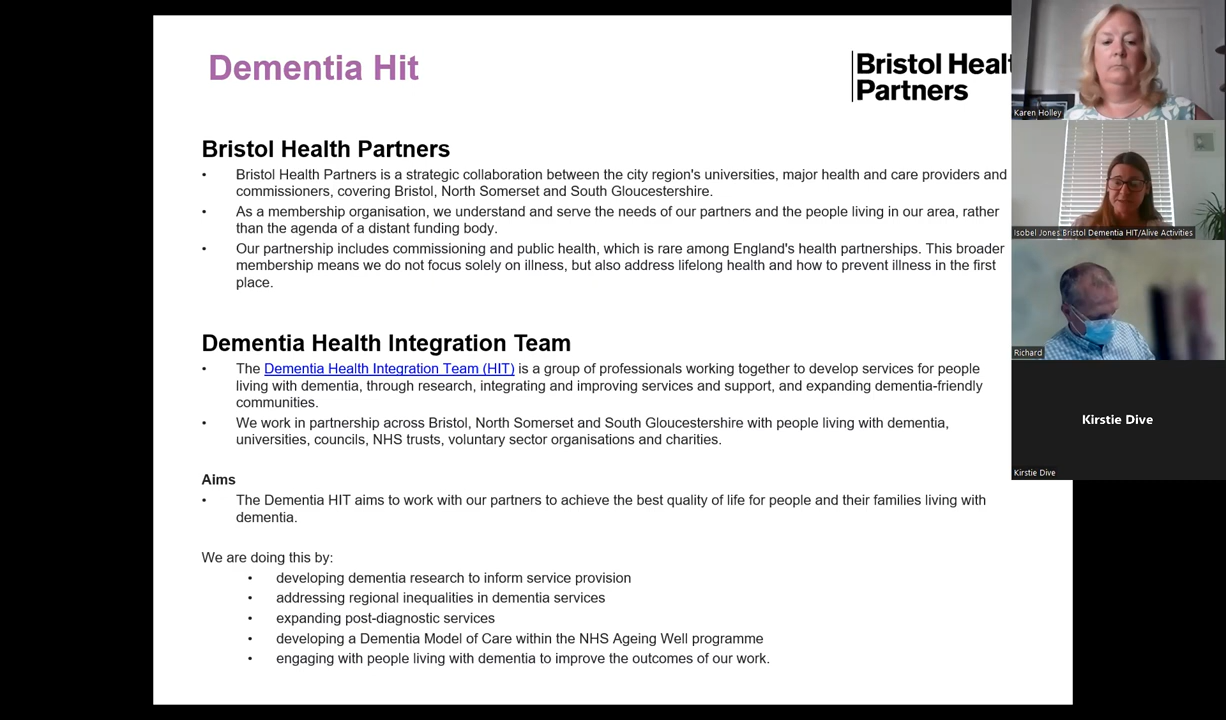 Dementia Hit
Bristol Healt
Partners
Bristol Health Partners
• Bristol Health Partners is a strategic collaboration between the city region's universities, major health and care providers and
commissioners, covering Bristol, North Somerset and South Gloucestershire.
• As a membership organisation, we understand and serve the needs of our partners and the people living in our area, rather
than the agenda of a distant funding body.
• Our partnership includes commissioning and public health, which is rare among England's health partnerships. This broader
membership means we do not focus solely on illness, but also address lifelong health and how to prevent illness in the first
place.
Dementia Health Integration Team
• The Dementia Health Integration Team (HIT) is a group of professionals working together to develop services for people
living with dementia, through research, integrating and improving services and support, and expanding dementia-friendly
communities.
• We work in partnership across Bristol, North Somerset and South Gloucestershire with people living with dementia,
universities, councils, NHS trusts, voluntary sector organisations and charities.
Aims
• The Dementia HIT aims to work with our partners to achieve the best quality of life for people and their families living with
dementia.
We are doing this by:
• developing dementia research to inform service provision
• addressing regional inequalities in dementia services
• expanding post-diagnostic services
• developing a Dementia Model of Care within the NHS Ageing Well programme
• engaging with people living with dementia to improve the outcomes of our work.
Karen Holley
Isobel Jones.Bristol Dementia HIT/Alive Activities
Richard
Kirstie Dive
Kirstie Dive